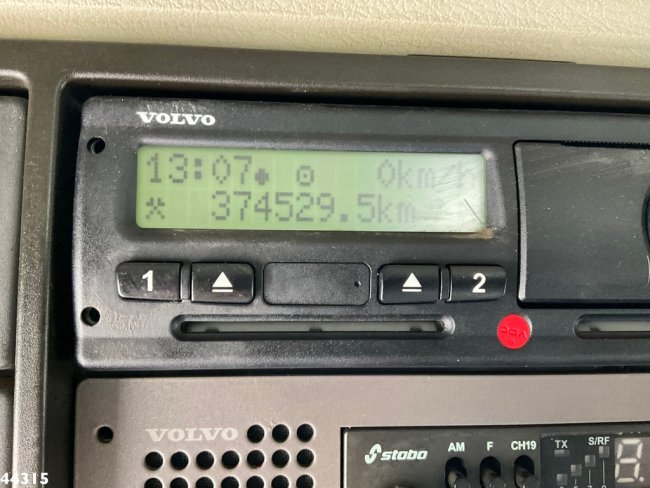 VOLVO
13:07 0km/
374529.5km
1 2
VOLVO
stabo AM F CH19 TX S/RF
44315